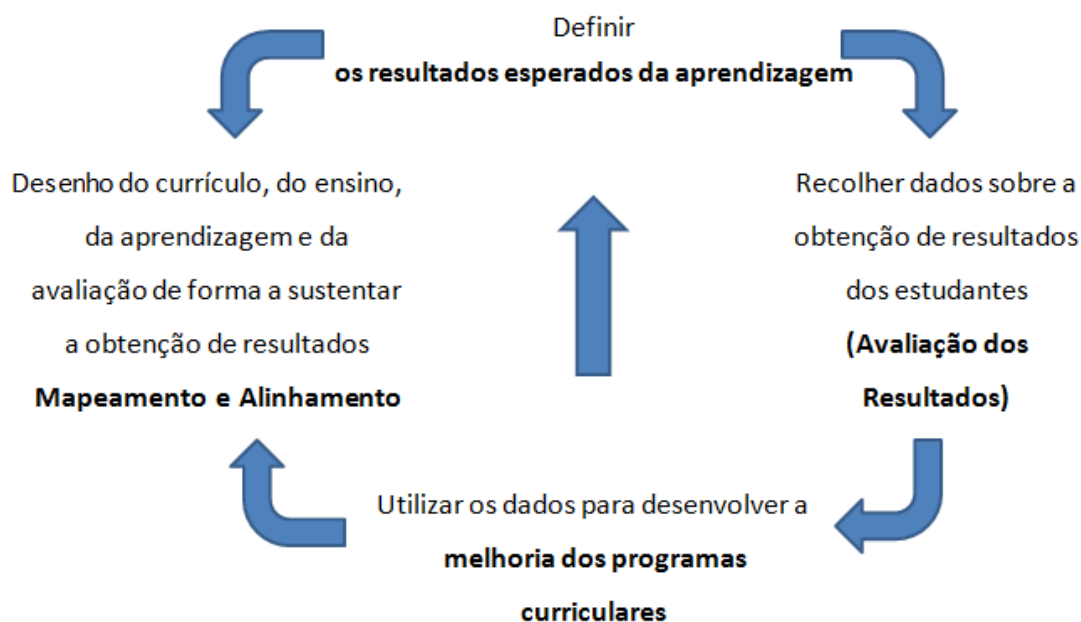 Definir
os resultados esperados da aprendizagem
Desenho do currículo, do ensino,
da aprendizagem e da
avaliação de forma a sustentar
a obtenção de resultados
Mapeamento e Alinhamento
Recolher dados sobre a
obtenção de resultados
dos estudantes
(Avaliação dos
Resultados)
Utilizar os dados para desenvolver a
melhoria dos programas
curriculares